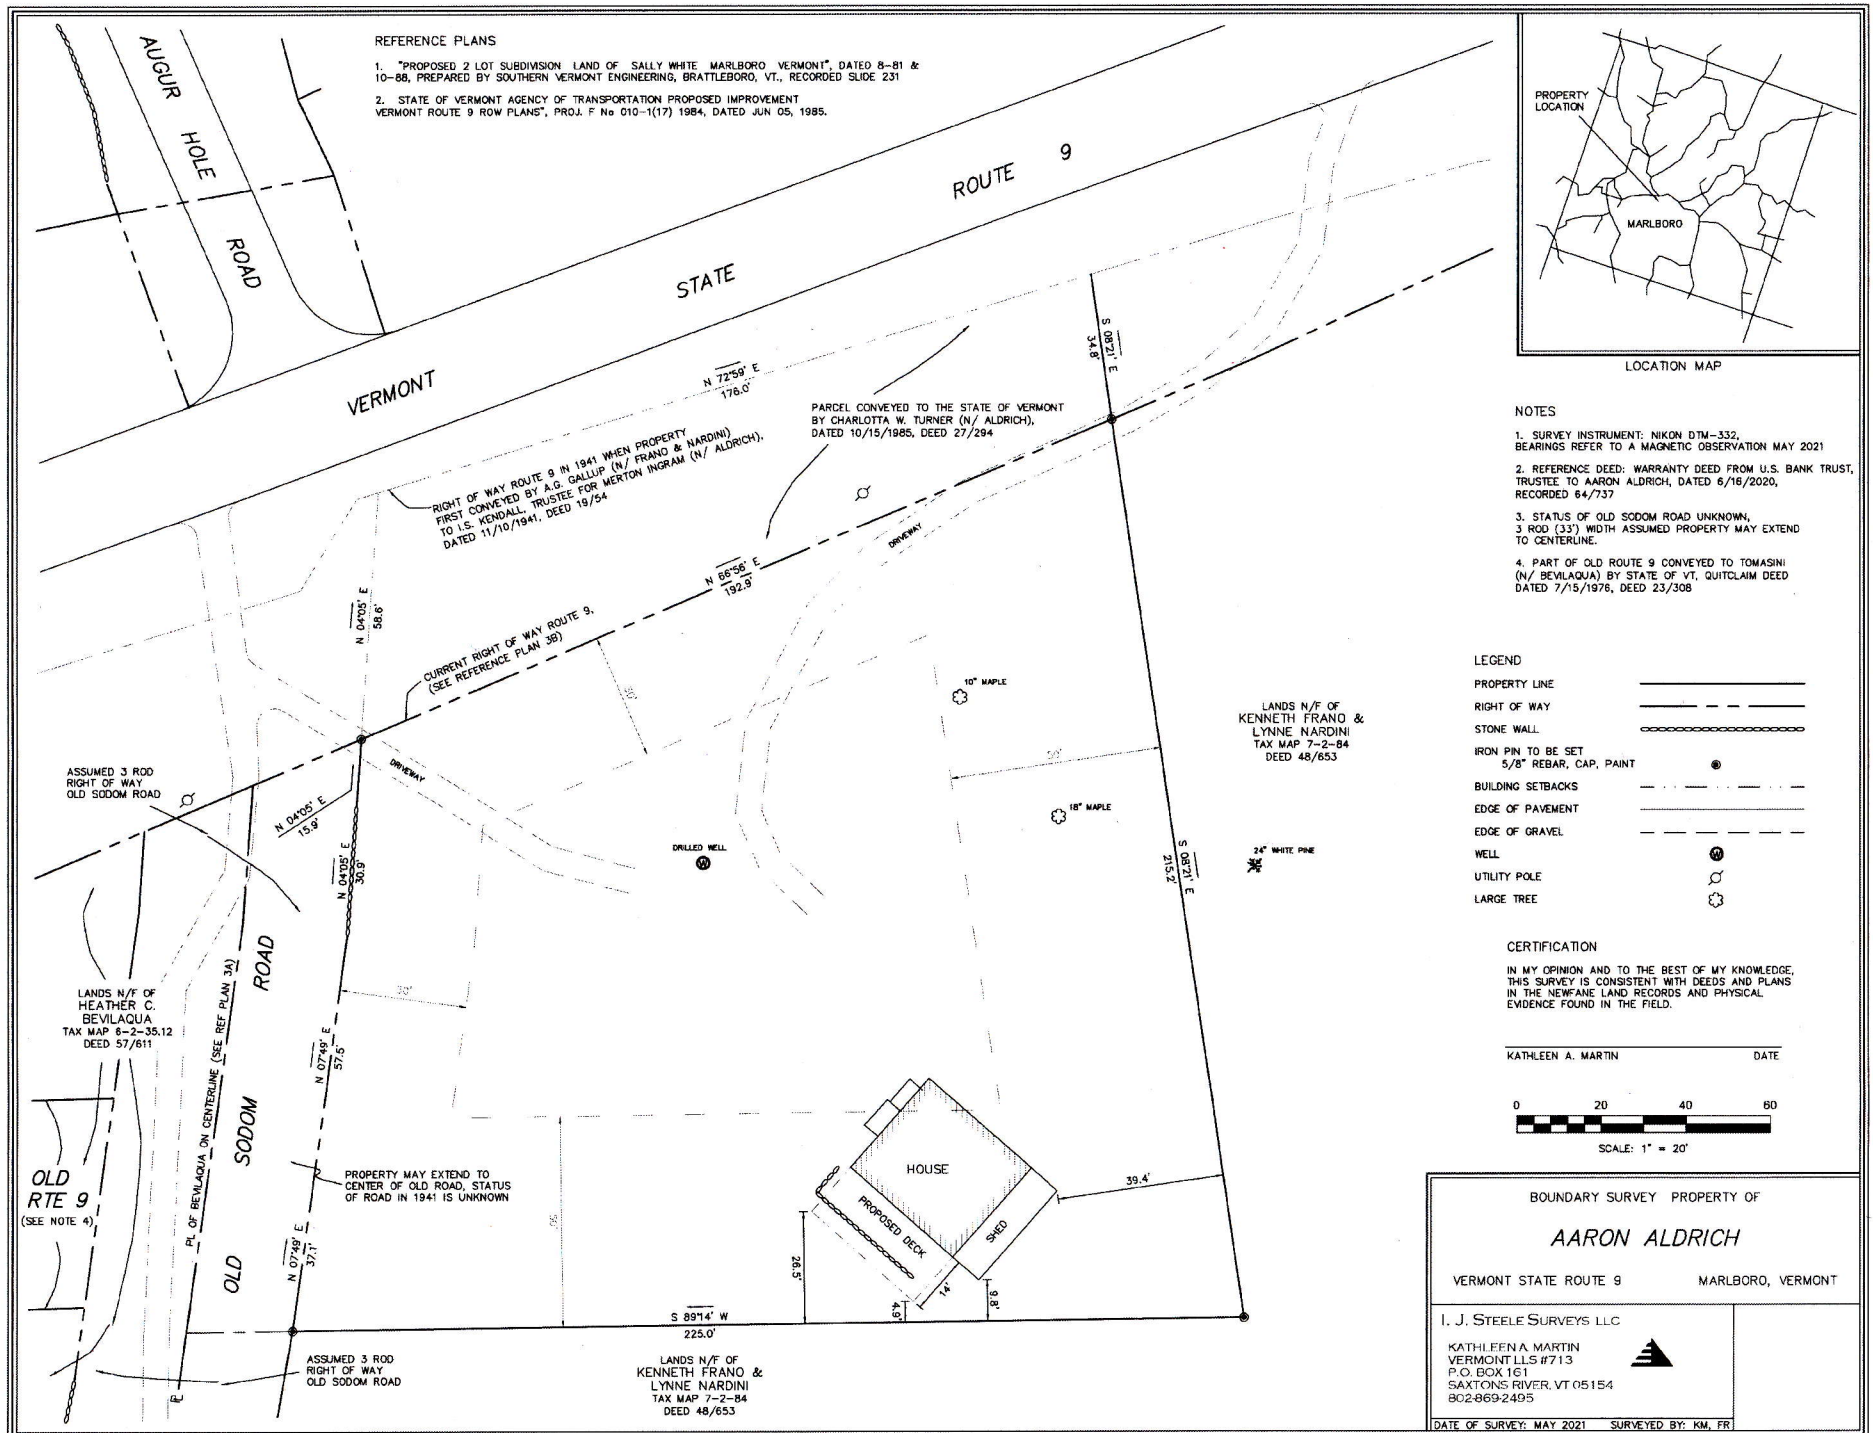 REFERENCE PLANS
1. "PROPOSED 2 LOT SUBDIVISION LAND OF SALLY WHITE MARLBORO VERMONT", DATED 8-81 &
10-88, PREPARED BY SOUTHERN VERMONT ENGINEERING, BRATTLEBORO, VT., RECORDED SLIDE 231
2. STATE OF VERMONT AGENCY OF TRANSPORTATION PROPOSED IMPROVEMENT
VERMONT ROUTE 9 ROW PLANS", PROJ. F No 010-1(17) 1984, DATED JUN 05, 1985.
AUGUR HOLE ROAD
VERMONT STATE ROUTE 9
N 72°59' E
176.0'
S 08°21' E
34.8'
PARCEL CONVEYED TO THE STATE OF VERMONT
BY CHARLOTTA W. TURNER (N/ ALDRICH),
DATED 10/15/1985, DEED 27/294
RIGHT OF WAY ROUTE 9 IN 1941 WHEN PROPERTY
FIRST CONVEYED BY A.G. GALLUP (N/ FRANO & NARDINI)
TO I.S. KENDALL, TRUSTEE FOR MERTON INGRAM (N/ ALDRICH),
DATED 11/10/1941, DEED 19/54
DRIVEWAY
N 66°56' E
192.9'
N 04°05' E
58.6'
CURRENT RIGHT OF WAY ROUTE 9,
(SEE REFERENCE PLAN 3B)
50'
10" MAPLE
LANDS N/F OF
KENNETH FRANO &
LYNNE NARDINI
TAX MAP 7-2-84
DEED 48/653
ASSUMED 3 ROD
RIGHT OF WAY
OLD SODOM ROAD
DRIVEWAY
N 04°05' E
15.9'
N 04°05' E
30.9'
DRILLED WELL
W
18" MAPLE
24" WHITE PINE
S 08°21' E
215.2'
LANDS N/F OF
HEATHER C.
BEVILAQUA
TAX MAP 6-2-35.12
DEED 57/611
PL OF BEVILAQUA ON CENTERLINE (SEE REF PLAN 3A)
OLD SODOM ROAD
N 07°49' E
57.5'
OLD
RTE 9
(SEE NOTE 4)
PROPERTY MAY EXTEND TO
CENTER OF OLD ROAD, STATUS
OF ROAD IN 1941 IS UNKNOWN
N 07°49' E
37.1'
50'
HOUSE
PROPOSED DECK
SHED
39.4'
26.5'
4.9'
14'
9.8'
S 89°14' W
225.0'
ASSUMED 3 ROD
RIGHT OF WAY
OLD SODOM ROAD
LANDS N/F OF
KENNETH FRANO &
LYNNE NARDINI
TAX MAP 7-2-84
DEED 48/653
PROPERTY
LOCATION
MARLBORO
LOCATION MAP
NOTES
1. SURVEY INSTRUMENT: NIKON DTM-332,
BEARINGS REFER TO A MAGNETIC OBSERVATION MAY 2021
2. REFERENCE DEED: WARRANTY DEED FROM U.S. BANK TRUST,
TRUSTEE TO AARON ALDRICH, DATED 6/16/2020,
RECORDED 64/737
3. STATUS OF OLD SODOM ROAD UNKNOWN,
3 ROD (33') WIDTH ASSUMED PROPERTY MAY EXTEND
TO CENTERLINE.
4. PART OF OLD ROUTE 9 CONVEYED TO TOMASINI
(N/ BEVILAQUA) BY STATE OF VT, QUITCLAIM DEED
DATED 7/15/1976, DEED 23/308
LEGEND
PROPERTY LINE
RIGHT OF WAY
STONE WALL
IRON PIN TO BE SET
5/8" REBAR, CAP, PAINT
BUILDING SETBACKS
EDGE OF PAVEMENT
EDGE OF GRAVEL
WELL
W
UTILITY POLE
LARGE TREE
CERTIFICATION
IN MY OPINION AND TO THE BEST OF MY KNOWLEDGE,
THIS SURVEY IS CONSISTENT WITH DEEDS AND PLANS
IN THE NEWFANE LAND RECORDS AND PHYSICAL
EVIDENCE FOUND IN THE FIELD.
KATHLEEN A. MARTIN DATE
0 20 40 60
SCALE: 1" = 20'
BOUNDARY SURVEY PROPERTY OF
AARON ALDRICH
VERMONT STATE ROUTE 9 MARLBORO, VERMONT
I. J. STEELE SURVEYS LLC
KATHLEEN A. MARTIN
VERMONT LLS #713
P.O. BOX 161
SAXTONS RIVER, VT 05154
802-869-2495
DATE OF SURVEY: MAY 2021 SURVEYED BY: KM, FR